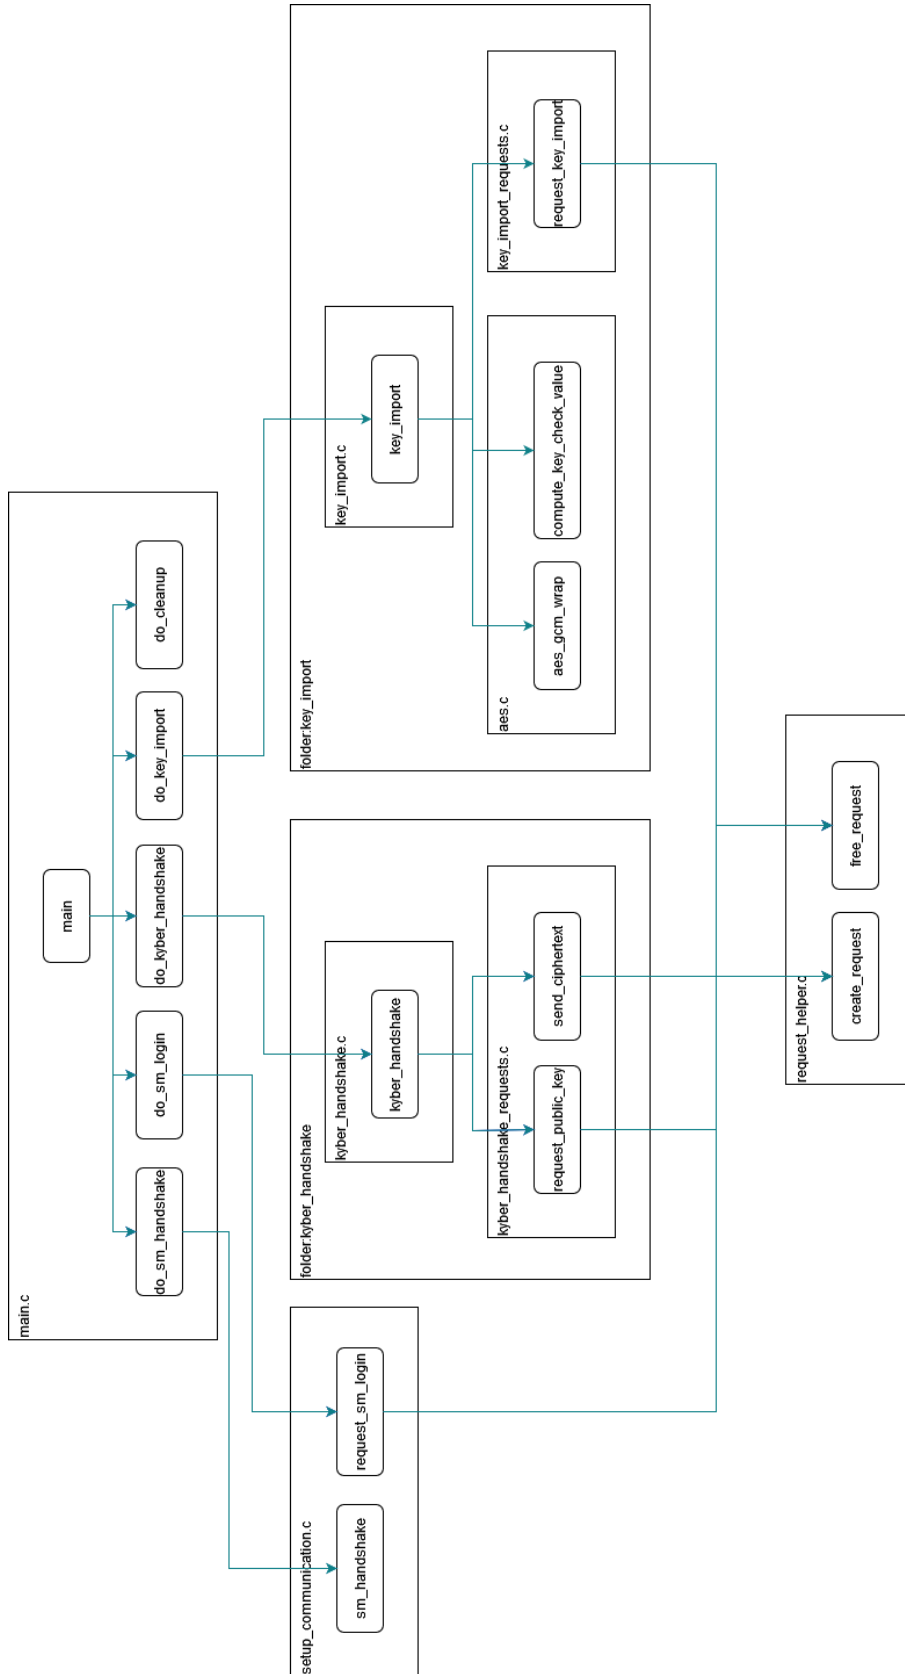 main.c
main
do_sm_handshake
do_sm_login
do_kyber_handshake
do_key_import
do_cleanup
setup_communication.c
sm_handshake
request_sm_login
folder:kyber_handshake
kyber_handshake.c
kyber_handshake
kyber_handshake_requests.c
request_public_key
send_ciphertext
folder:key_import
key_import.c
key_import
aes.c
aes_gcm_wrap
compute_key_check_value
key_import_requests.c
request_key_import
request_helper.c
create_request
free_request